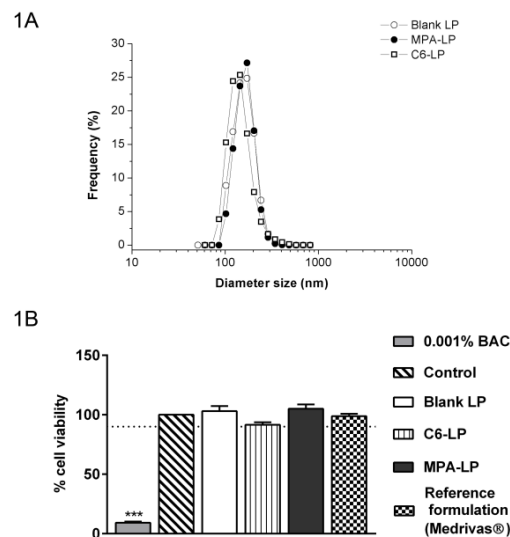 1A
Blank LP
MPA-LP
C6-LP
30
25
20
15
10
5
0
Frequency (%)
10
100
1000
10000
Diameter size (nm)
1B
150
100
50
0
% cell viability
***
0.001% BAC
Control
Blank LP
C6-LP
MPA-LP
Reference
formulation
(Medrivas®)